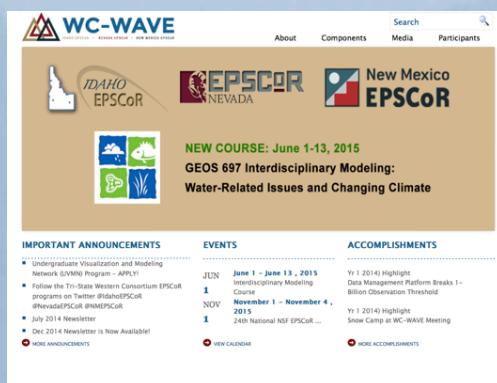 WC-WAVE
Search
IDAHO EPSCOR • NEVADA EPSCOR • NEW MEXICO EPSCOR
About Components Media Participants
IDAHO
EPSCoR
EPSCoR
NEVADA
New Mexico
EPSCoR
NEW COURSE: June 1-13, 2015
GEOS 697 Interdisciplinary Modeling:
Water-Related Issues and Changing Climate
IMPORTANT ANNOUNCEMENTS
Undergraduate Visualization and Modeling
Network (UVMN) Program - APPLY!
Follow the Tri-State Western Consortium EPSCoR
programs on Twitter @IdahoEPSCoR
@NevadaEPSCoR @NMEPSCoR
July 2014 Newsletter
Dec 2014 Newsletter is Now Available!
MORE ANNOUNCEMENTS
EVENTS
JUN
1
June 1 - June 13 , 2015
Interdisciplinary Modeling
Course
NOV
1
November 1 - November 4 ,
2015
24th National NSF EPSCoR ...
VIEW CALENDAR
ACCOMPLISHMENTS
Yr 1 2014) Highlight
Data Management Platform Breaks 1-
Billion Observation Threshold
Yr 1 2014) Highlight
Snow Camp at WC-WAVE Meeting
MORE ACCOMPLISHMENTS